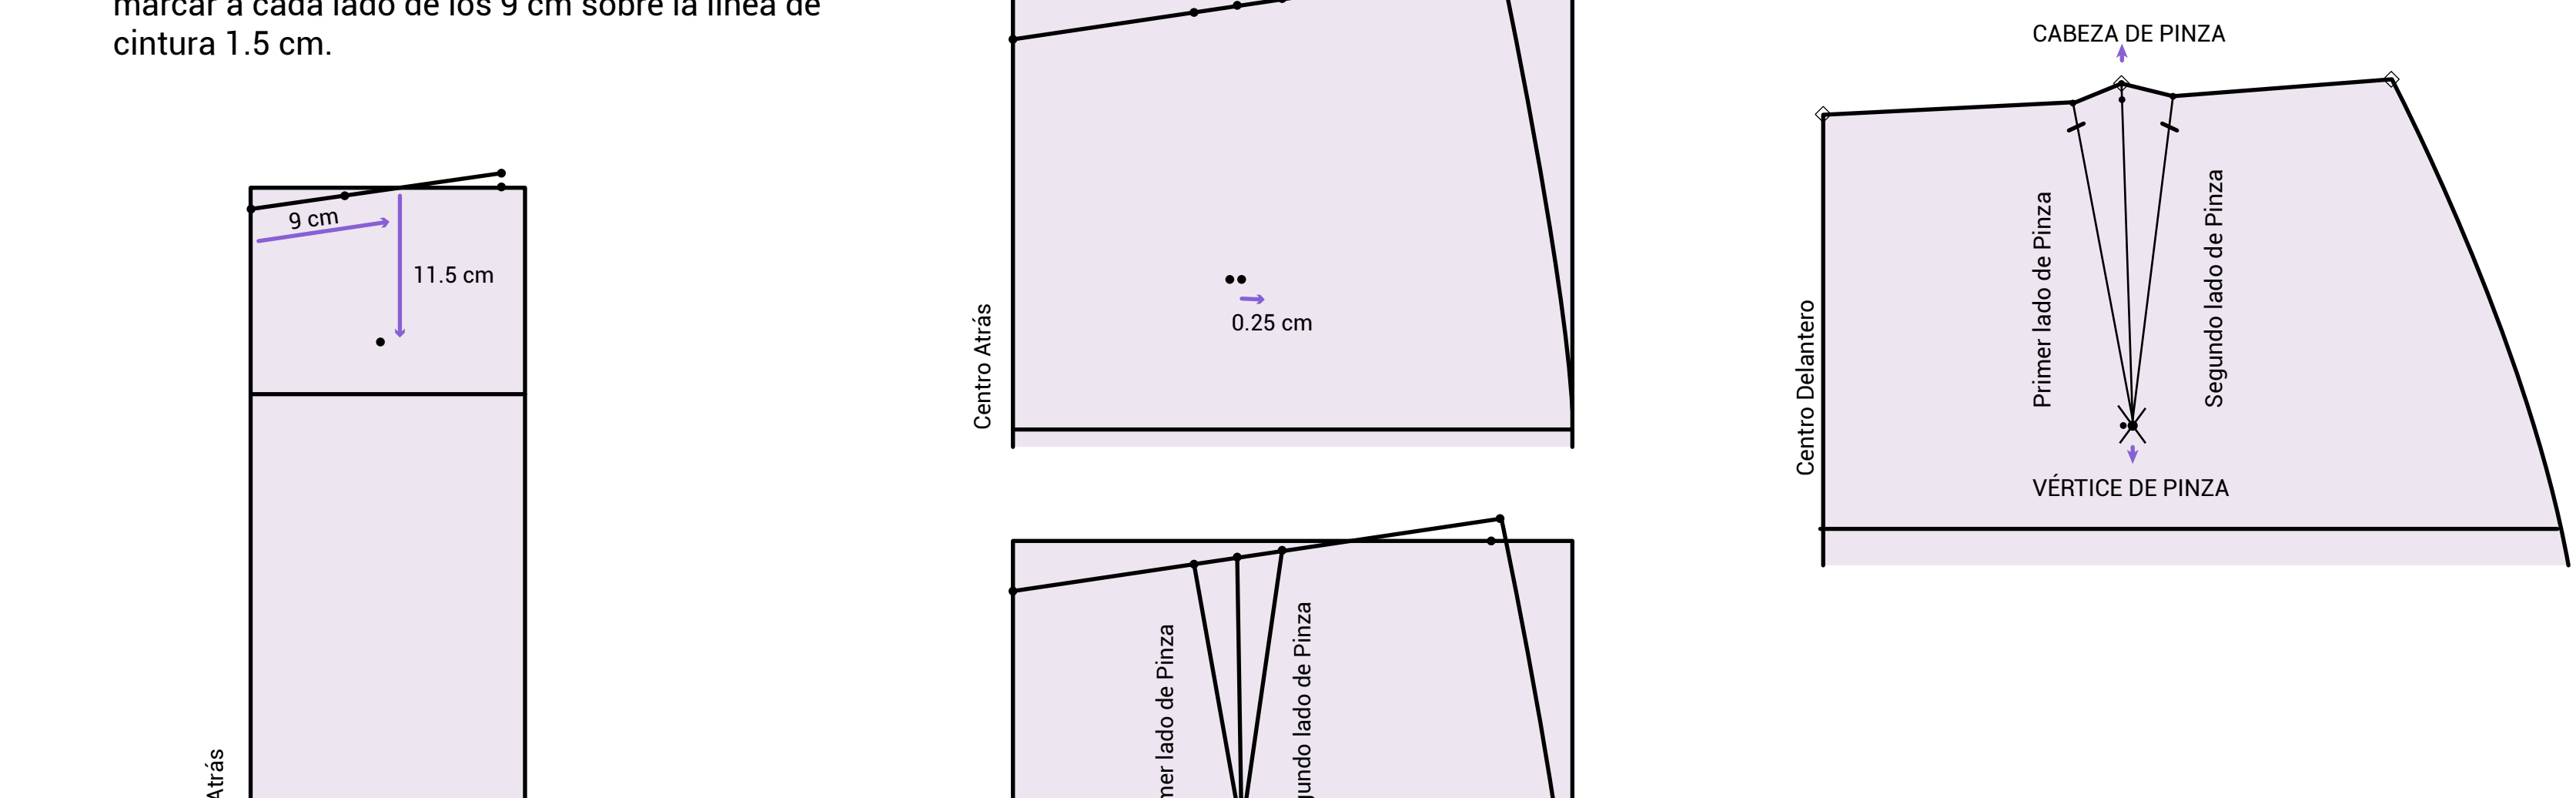 marcar a cada lado de los 9 cm sobre la línea de
cintura 1.5 cm.
9 cm
11.5 cm
Atrás
Centro Atrás
0.25 cm
lado de Pinza
lado de Pinza
CABEZA DE PINZA
Primer lado de Pinza
Segundo lado de Pinza
Centro Delantero
VÉRTICE DE PINZA